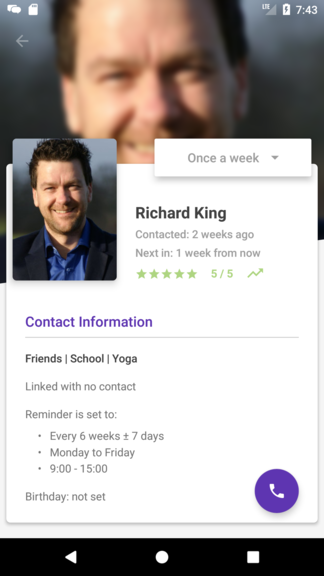 LTE 7:43
Once a week
Richard King
Contacted: 2 weeks ago
Next in: 1 week from now
5 / 5
Contact Information
Friends | School | Yoga
Linked with no contact
Reminder is set to:
• Every 6 weeks ± 7 days
• Monday to Friday
• 9:00 - 15:00
Birthday: not set